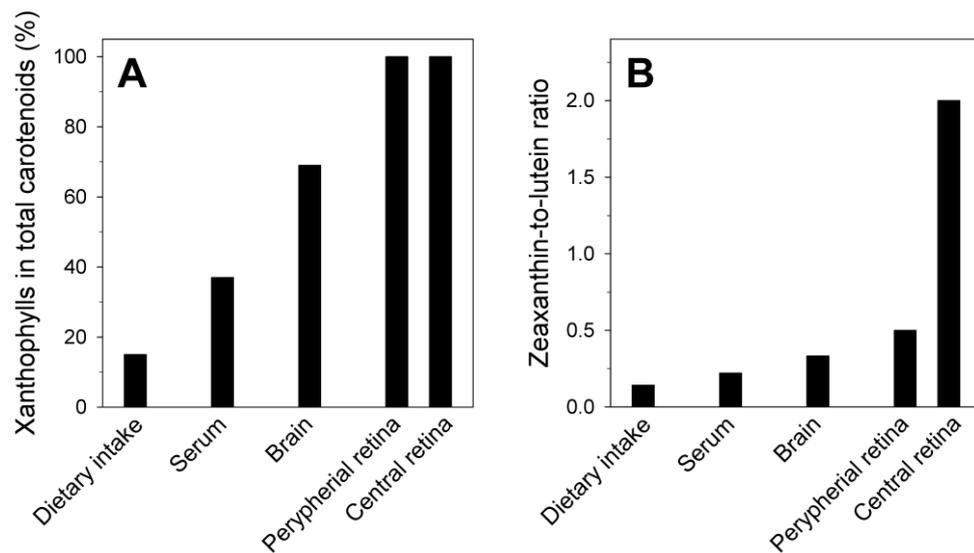 A
Xanthophylls in total carotenoids (%)
100
80
60
40
20
0
Dietary intake
Serum
Brain
Perypherial retina
Central retina
B
Zeaxanthin-to-lutein ratio
2.0
1.5
1.0
0.5
0.0
Dietary intake
Serum
Brain
Perypherial retina
Central retina